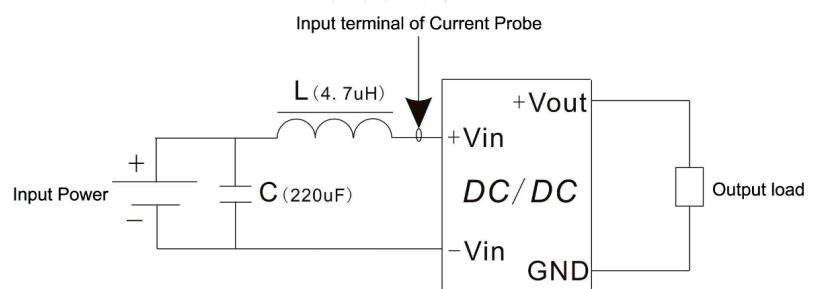 Input terminal of Current Probe
L (4. 7uH)
+Vout
+Vin
+
Input Power
C (220uF)
DC/DC
Output load
−
−Vin
GND